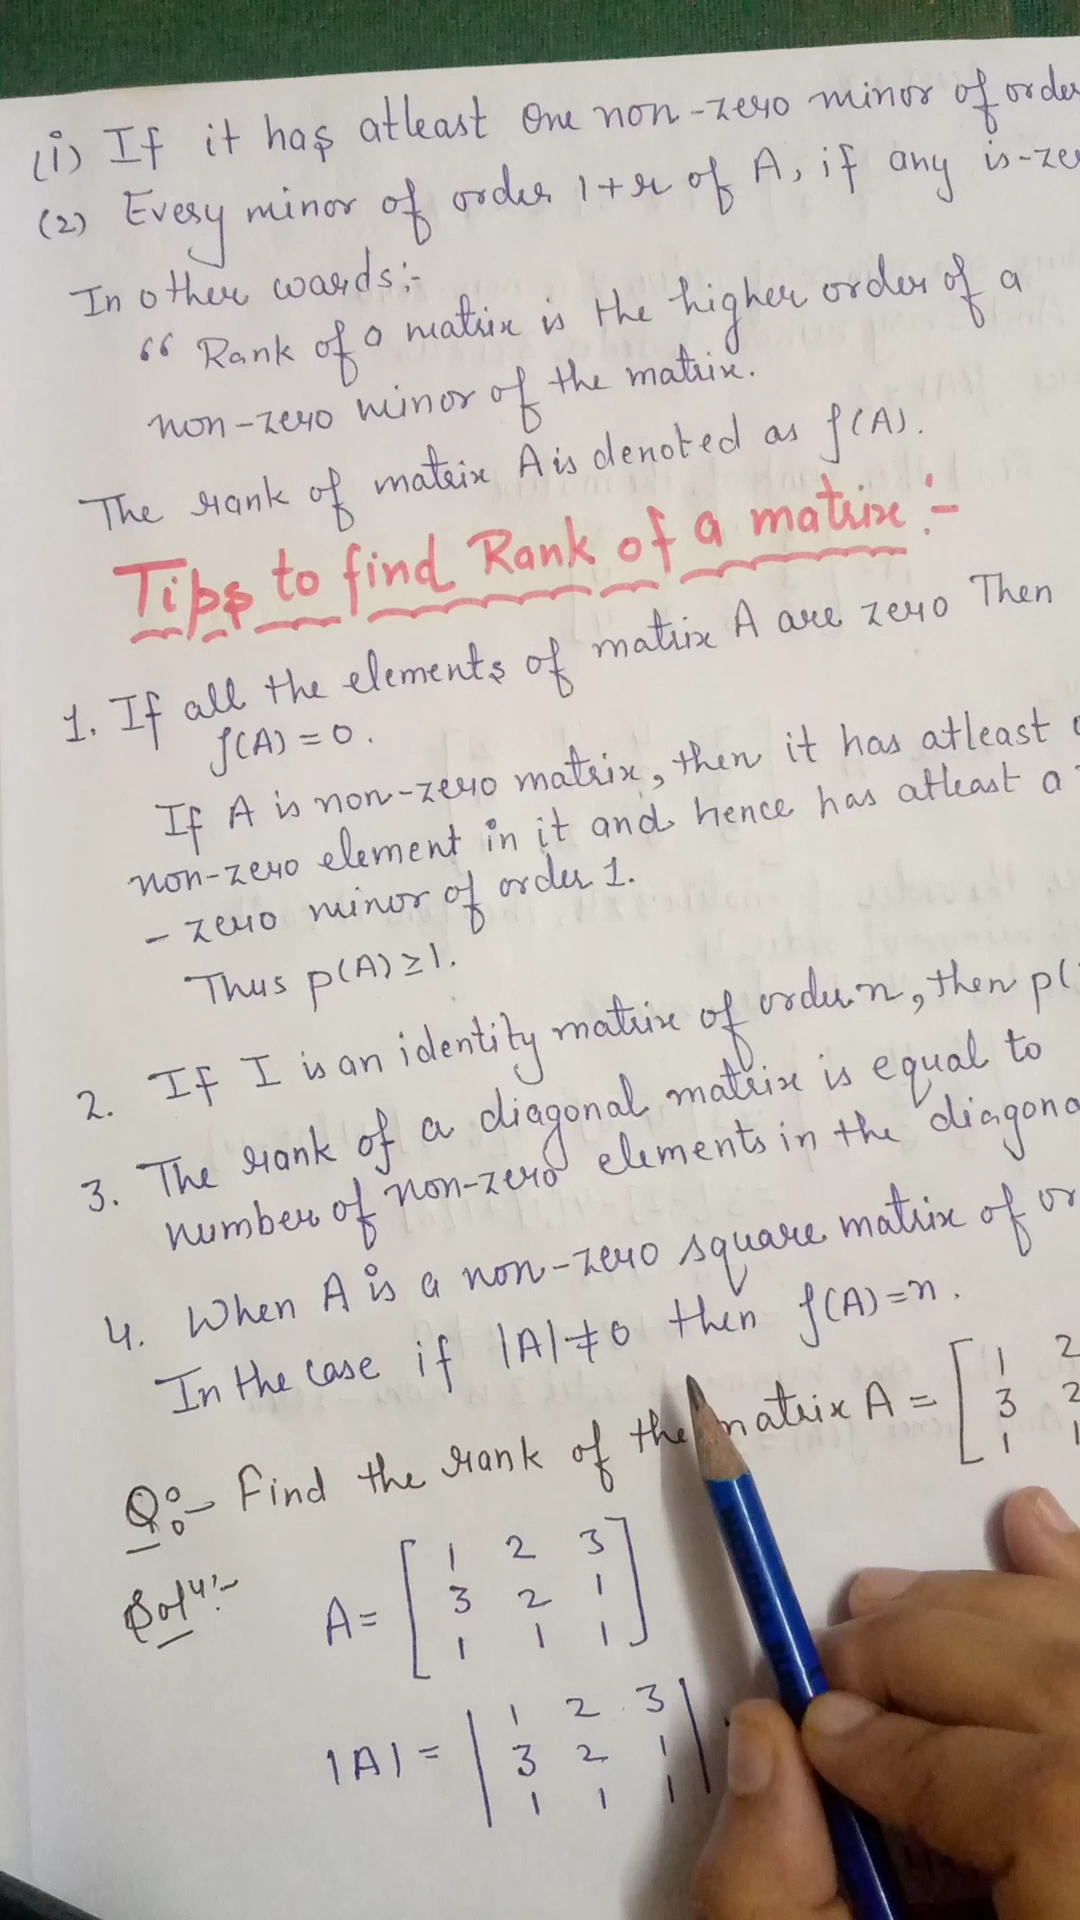 (i) If it has atleast one non-zero minor of order
(2) Every minor of order 1+r of A, if any is-ze
In other wards:-
“ Rank of a matrix is the higher order of a
non-zero minor of the matrix.
The rank of matrix A is denoted as ρ(A).
Tips to find Rank of a matrix :-
1. If all the elements of matrix A are zero Then
ρ(A) = 0.
If A is non-zero matrix, then it has atleast
non-zero element in it and hence has atleast a
- zero minor of order 1.
Thus p(A) ≥ 1.
2. If I is an identity matrix of order n, then p(
3. The rank of a diagonal matrix is equal to
number of non-zero elements in the diagona
4. When A is a non-zero square matrix of or
In the case if |A| ≠ 0 then ρ(A) = n.
Q:- Find the rank of the matrix A = [ 1 2
3 2
1 1
Solⁿ:- A = [ 1 2 3
3 2 1
1 1 1 ]
|A| = | 1 2 3
3 2 1
1 1 1 |